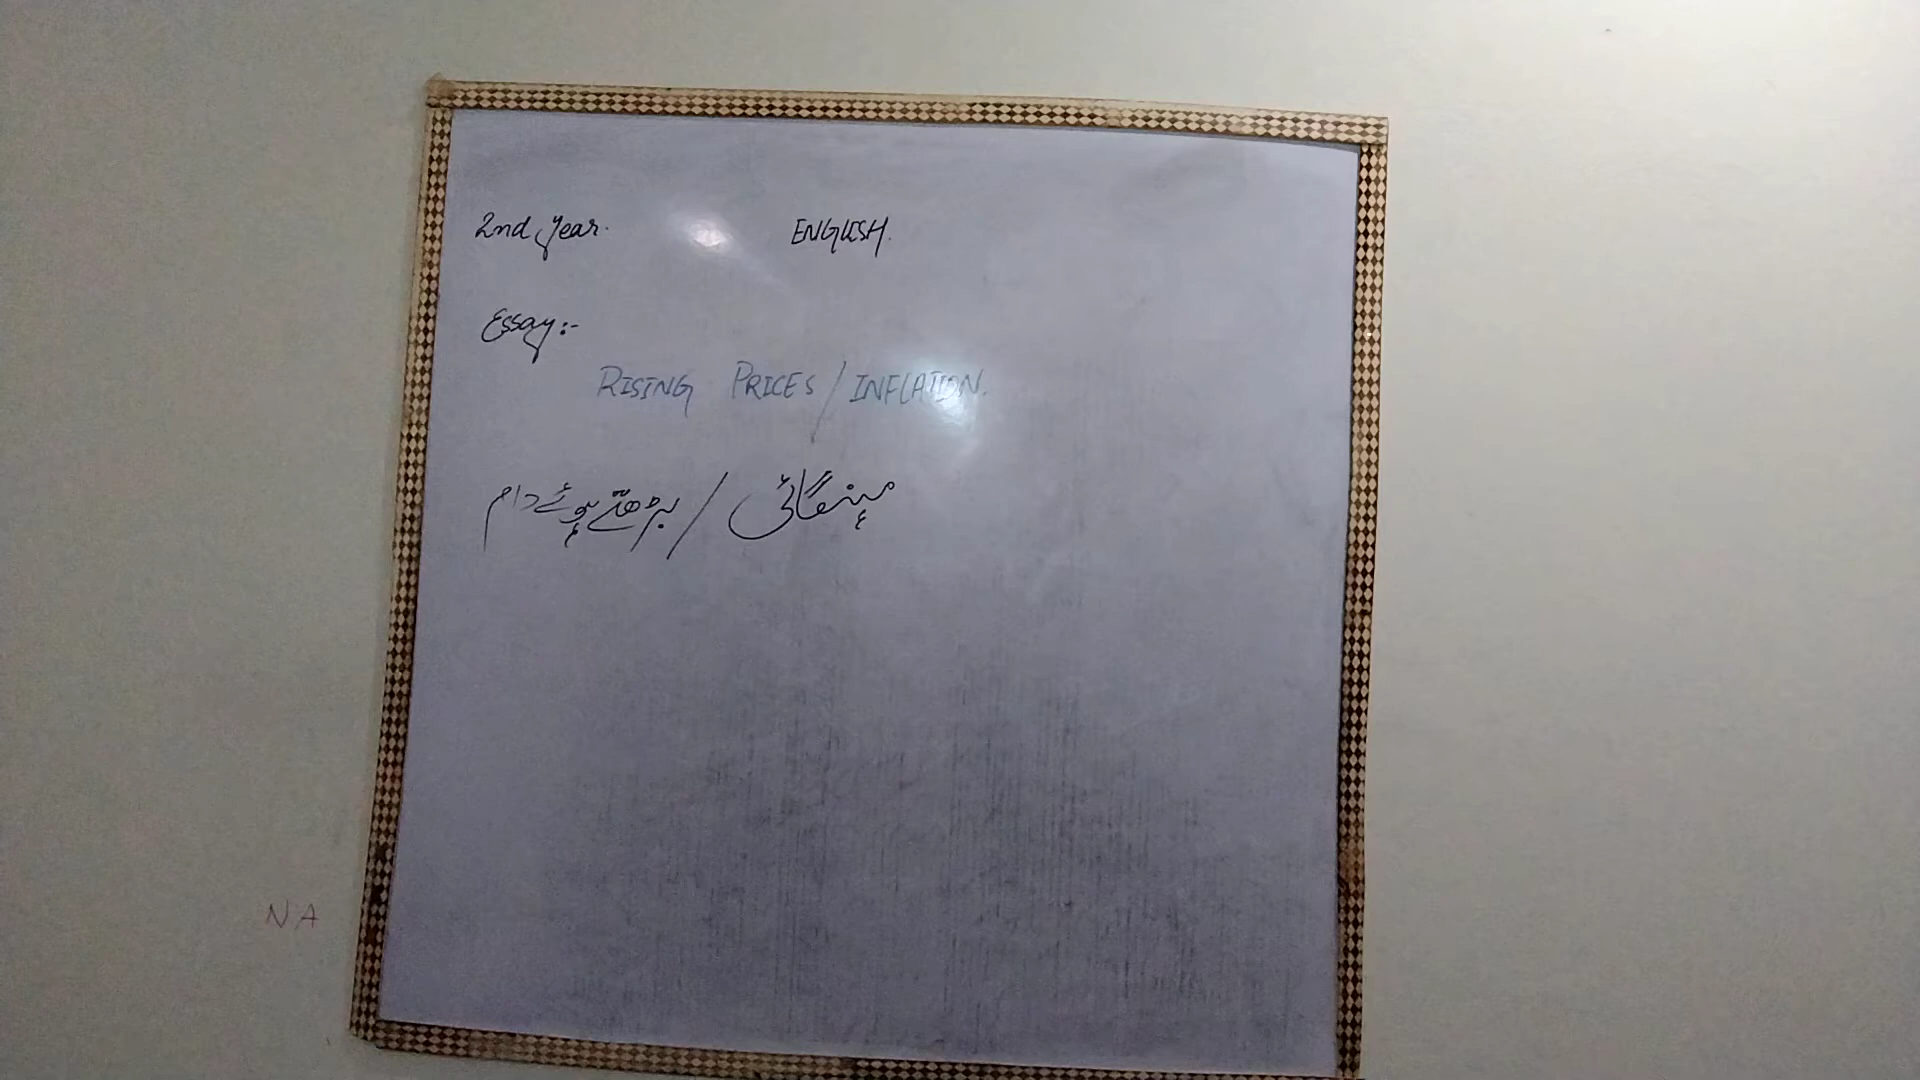 2nd year. ENGLISH.
Essay:-
RISING PRICES / INFLATION.
مہنگائی / بڑھتے ہوئے دام
NA